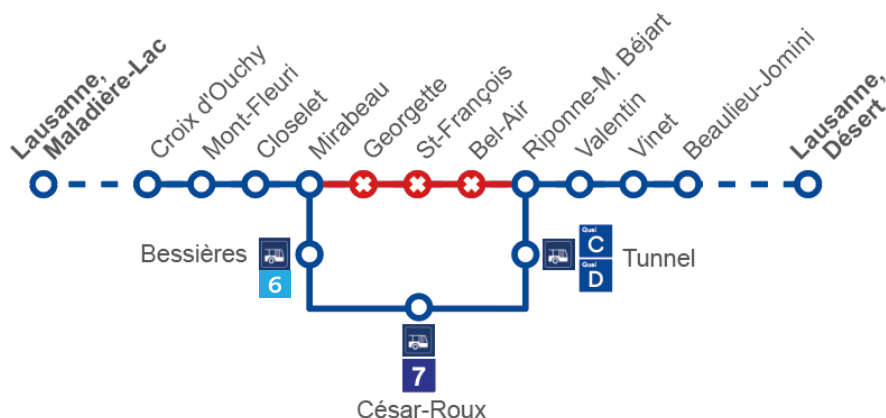 Lausanne,
Maladière-Lac
Croix d'Ouchy
Mont-Fleuri
Closelet
Mirabeau
Georgette
St-François
Bel-Air
Riponne-M. Béjart
Valentin
Vinet
Beaulieu-Jomini
Lausanne,
Désert
Bessières
6
Quai
C
Quai
D
Tunnel
7
César-Roux